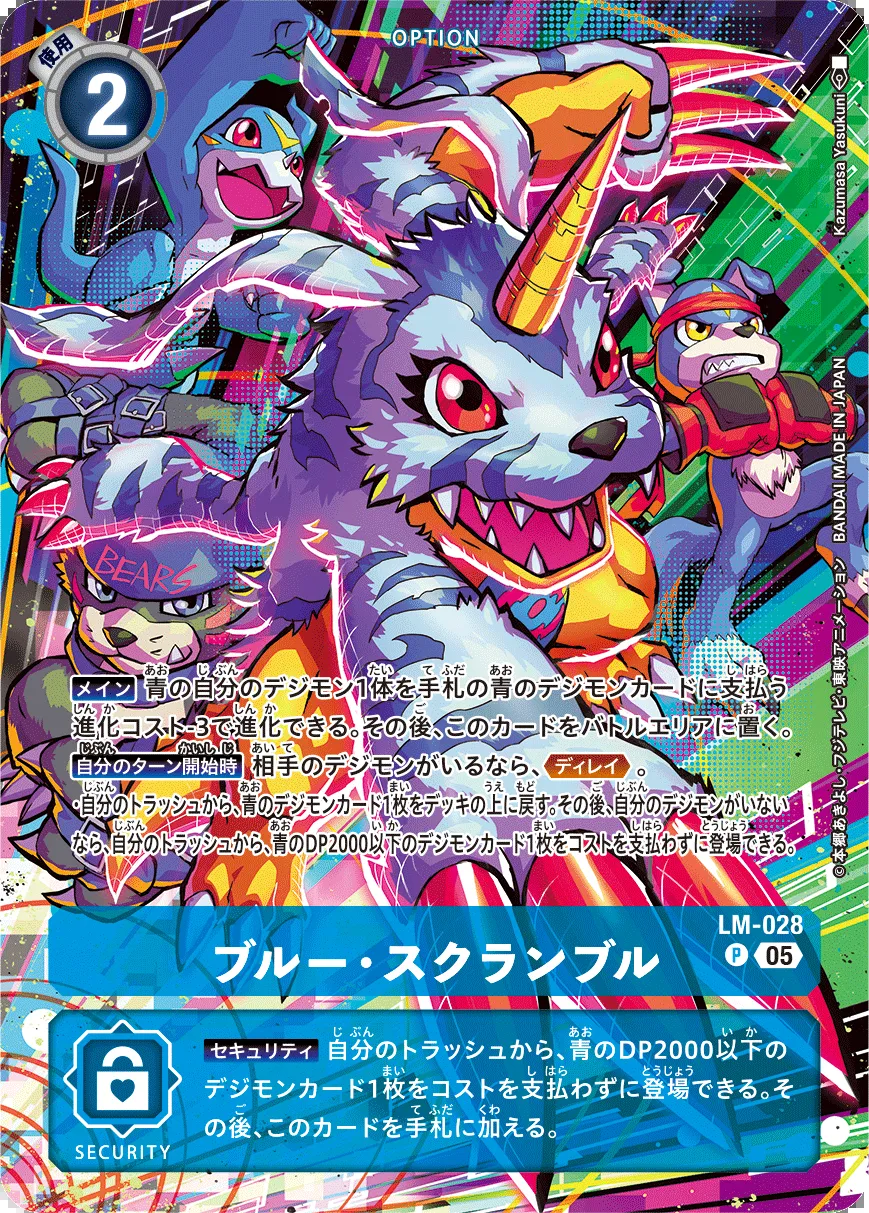 OPTION
使用
2
Kazumasa Yasukuni
BEARS
メイン 青の自分のデジモン1体を手札の青のデジモンカードに支払う
進化コスト-3で進化できる。その後、このカードをバトルエリアに置く。
自分のターン開始時 相手のデジモンがいるなら、ディレイ。
・自分のトラッシュから、青のデジモンカード1枚をデッキの上に戻す。その後、自分のデジモンがいない
なら、自分のトラッシュから、青のDP2000以下のデジモンカード1枚をコストを支払わずに登場できる。
©本郷あきよし・フジテレビ・東映アニメーション BANDAI MADE IN JAPAN
LM-028
ブルー・スクランブル
P 05
セキュリティ 自分のトラッシュから、青のDP2000以下の
デジモンカード1枚をコストを支払わずに登場できる。そ
の後、このカードを手札に加える。
SECURITY